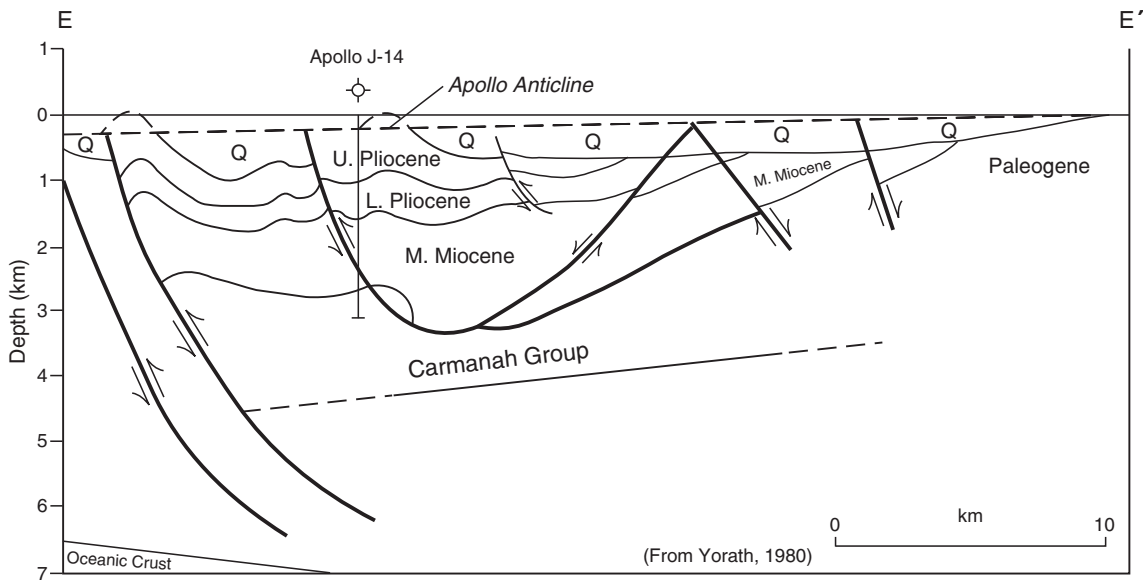 E
E′
Apollo J-14
Apollo Anticline
1
0
1
2
3
4
5
6
7
Depth (km)
Q
Q
Q
Q
Q
Q
U. Pliocene
L. Pliocene
M. Miocene
M. Miocene
Paleogene
Carmanah Group
Oceanic Crust
(From Yorath, 1980)
0
km
10